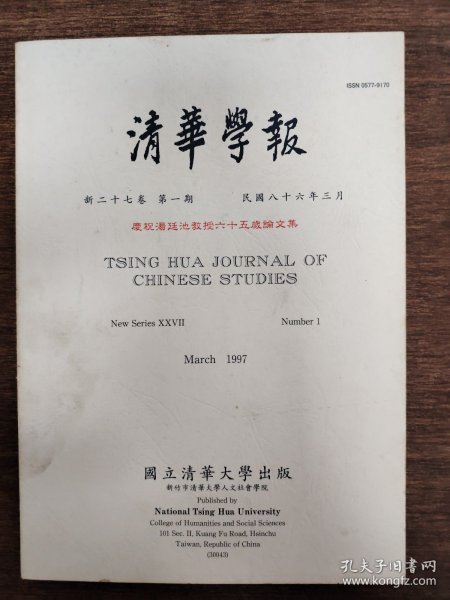 ISSN 0577-9170
清華學報
新二十七卷 第一期 民國八十六年三月
慶祝湯廷池教授六十五歲論文集
TSING HUA JOURNAL OF
CHINESE STUDIES
New Series XXVII Number 1
March 1997
國立清華大學出版
新竹市清華大學人文社會學院
Published by
National Tsing Hua University
College of Humanities and Social Sciences
101 Sec. II, Kuang Fu Road, Hsinchu
Taiwan, Republic of China
(30043)
孔夫子旧书网
www.kongfz.com